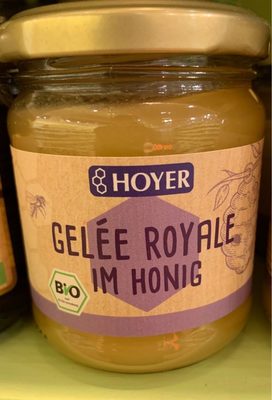 HOYER
GELÉE ROYALE
IM HONIG
BiO